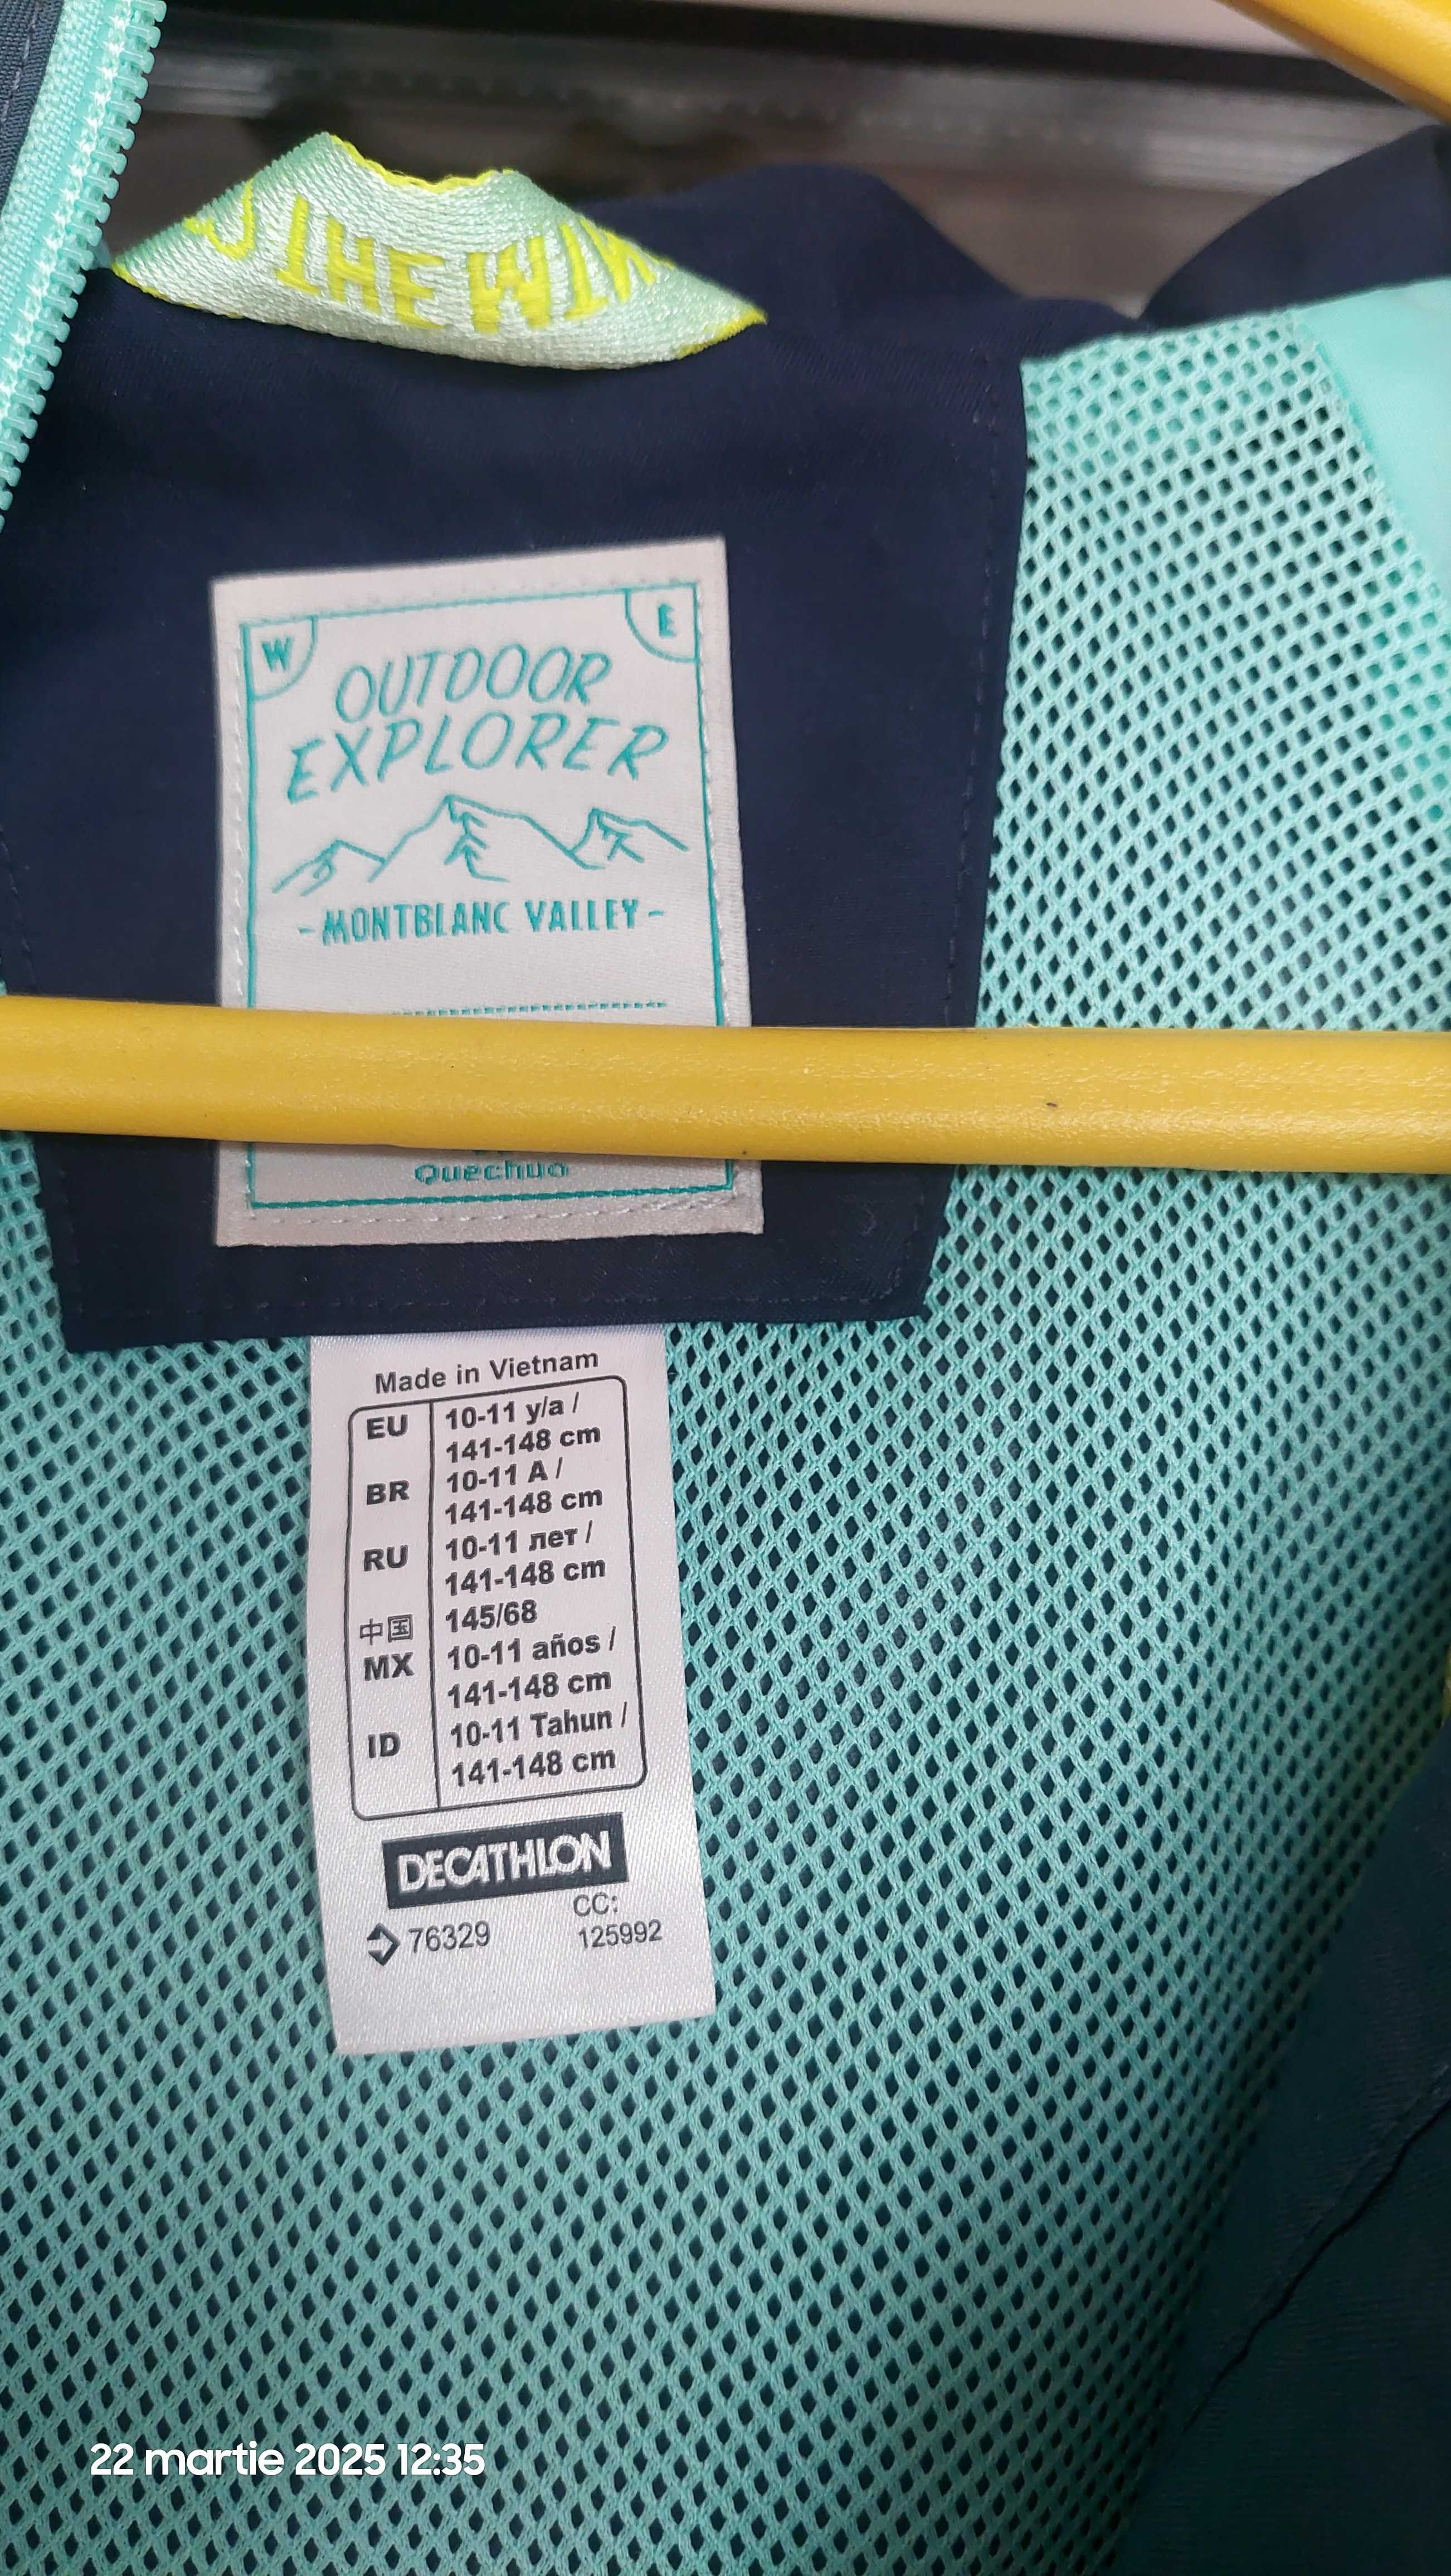 THE WIN
W
E
OUTDOOR
EXPLORER
-MONTBLANC VALLEY-
Quechua
Made in Vietnam
EU 10-11 y/a /
141-148 cm
BR 10-11 A /
141-148 cm
RU 10-11 лет /
141-148 cm
中国 145/68
MX 10-11 años /
141-148 cm
ID 10-11 Tahun /
141-148 cm
DECATHLON
CC:
76329 125992
22 martie 2025 12:35